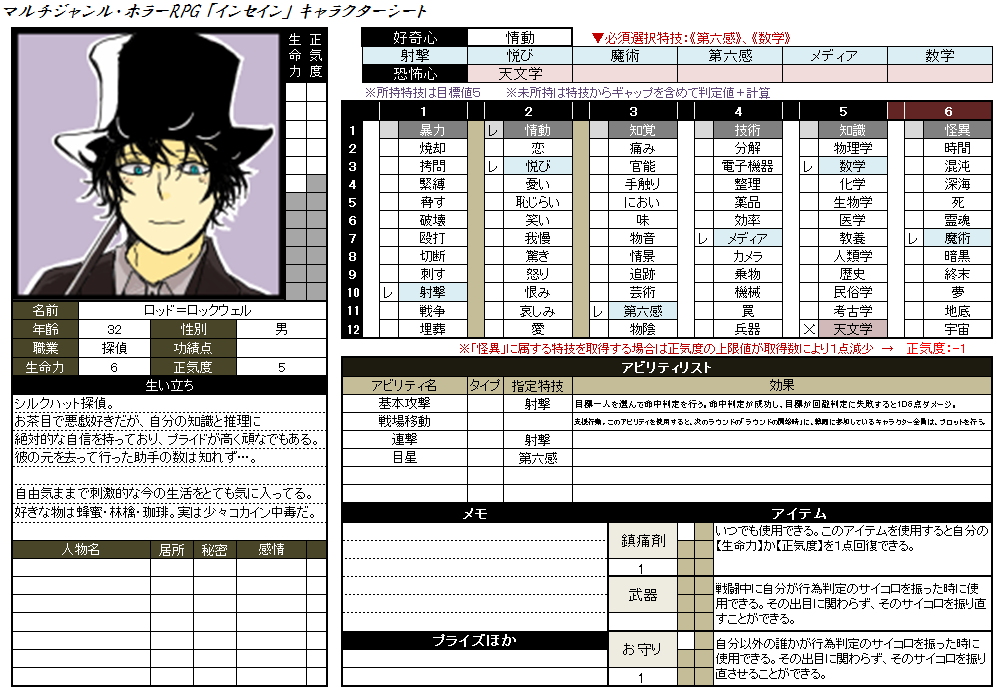 マルチジャンル・ホラーRPG「インセイン」キャラクターシート
生命力 正気度
名前 ロッド＝ロックウェル
年齢 32 性別 男
職業 探偵 功績点
生命力 6 正気度 5
生い立ち
シルクハット探偵。
お茶目で悪戯好きだが、自分の知識と推理に
絶対的な自信を持っており、プライドが高く頑なでもある。
彼の元を去って行った助手の数は知れず…。
自由気ままで刺激的な今の生活をとても気に入ってる。
好きな物は蜂蜜・林檎・珈琲。実は少々コカイン中毒だ。
人物名 居所 秘密 感情
好奇心 情動 ▼必須選択特技：《第六感》、《数学》
射撃 悦び 魔術 第六感 メディア 数学
恐怖心 天文学
※所持特技は目標値5 ※未所持は特技からギャップを含めて判定値＋計算
1 2 3 4 5 6
1 暴力 レ 情動 知覚 技術 知識 怪異
2 焼却 恋 痛み 分解 物理学 時間
3 拷問 レ 悦び 官能 電子機器 レ 数学 混沌
4 緊縛 憂い 手触り 整理 化学 深海
5 脅す 恥じらい におい 薬品 生物学 死
6 破壊 笑い 味 効率 医学 霊魂
7 殴打 我慢 物音 レ メディア 教養 レ 魔術
8 切断 驚き 情景 カメラ 人類学 暗黒
9 刺す 怒り 追跡 乗物 歴史 終末
10 レ 射撃 恨み 芸術 機械 民俗学 夢
11 戦争 哀しみ レ 第六感 罠 考古学 地底
12 埋葬 愛 物陰 兵器 × 天文学 宇宙
※「怪異」に属する特技を取得する場合は正気度の上限値が取得数により1点減少 → 正気度：-1
アビリティリスト
アビリティ名 タイプ 指定特技 効果
基本攻撃 射撃 目標一人を選んで命中判定を行う。命中判定が成功し、目標が回避判定に失敗すると1D6点ダメージ。
戦場移動 支援行動。このアビリティを使用すると、次のラウンドの「ラウンドの開始時」に、戦闘に参加しているキャラクター全員は、プロットを行う。
連撃 射撃
目星 第六感
メモ
プライズほか
アイテム
鎮痛剤
1
いつでも使用できる。このアイテムを使用すると自分の
【生命力】か【正気度】を1点回復できる。
武器
戦闘中に自分が行為判定のサイコロを振った時に使
用できる。その出目に関わらず、そのサイコロを振り直
すことができる。
お守り
1
自分以外の誰かが行為判定のサイコロを振った時に
使用できる。その出目に関わらず、そのサイコロを振り
直させることができる。